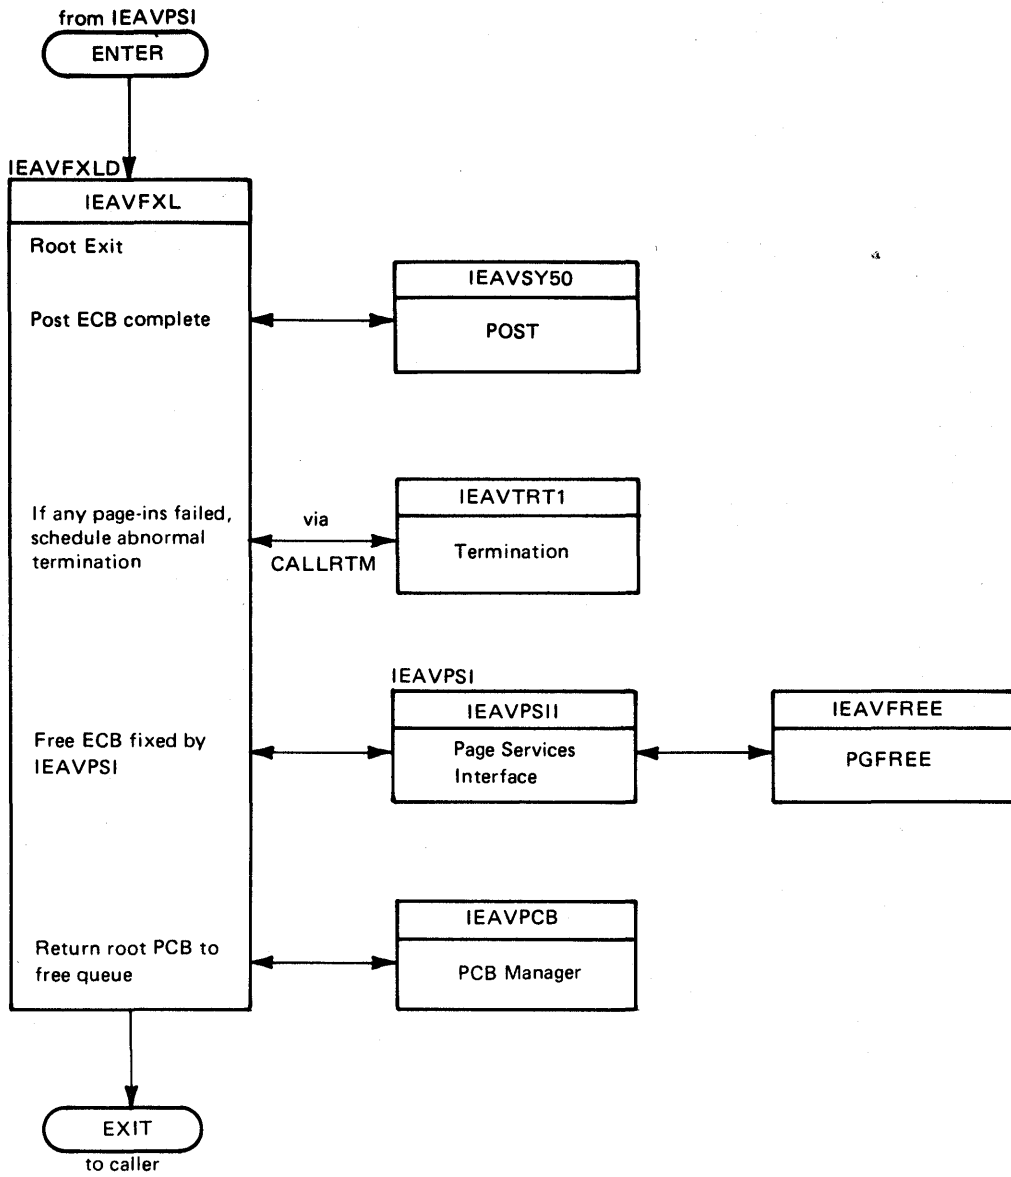 from IEAVPSI
ENTER
IEAVFXLD
IEAVFXL
Root Exit
Post ECB complete
IEAVSY50
POST
If any page-ins failed,
schedule abnormal
termination
via
CALLRTM
IEAVTRT1
Termination
Free ECB fixed by
IEAVPSI
IEAVPSI
IEAVPSII
Page Services
Interface
IEAVFREE
PGFREE
Return root PCB to
free queue
IEAVPCB
PCB Manager
EXIT
to caller